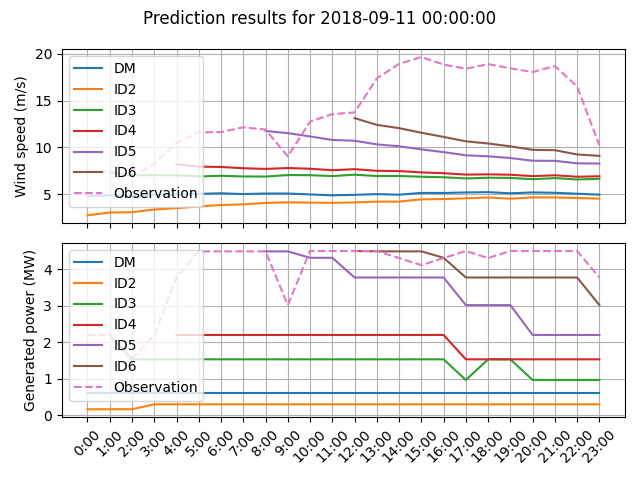 Prediction results for 2018-09-11 00:00:00
Wind speed (m/s)
20
15
10
5
DM
ID2
ID3
ID4
ID5
ID6
Observation
Generated power (MW)
4
3
2
1
0
DM
ID2
ID3
ID4
ID5
ID6
Observation
0:00 1:00 2:00 3:00 4:00 5:00 6:00 7:00 8:00 9:00 10:00 11:00 12:00 13:00 14:00 15:00 16:00 17:00 18:00 19:00 20:00 21:00 22:00 23:00